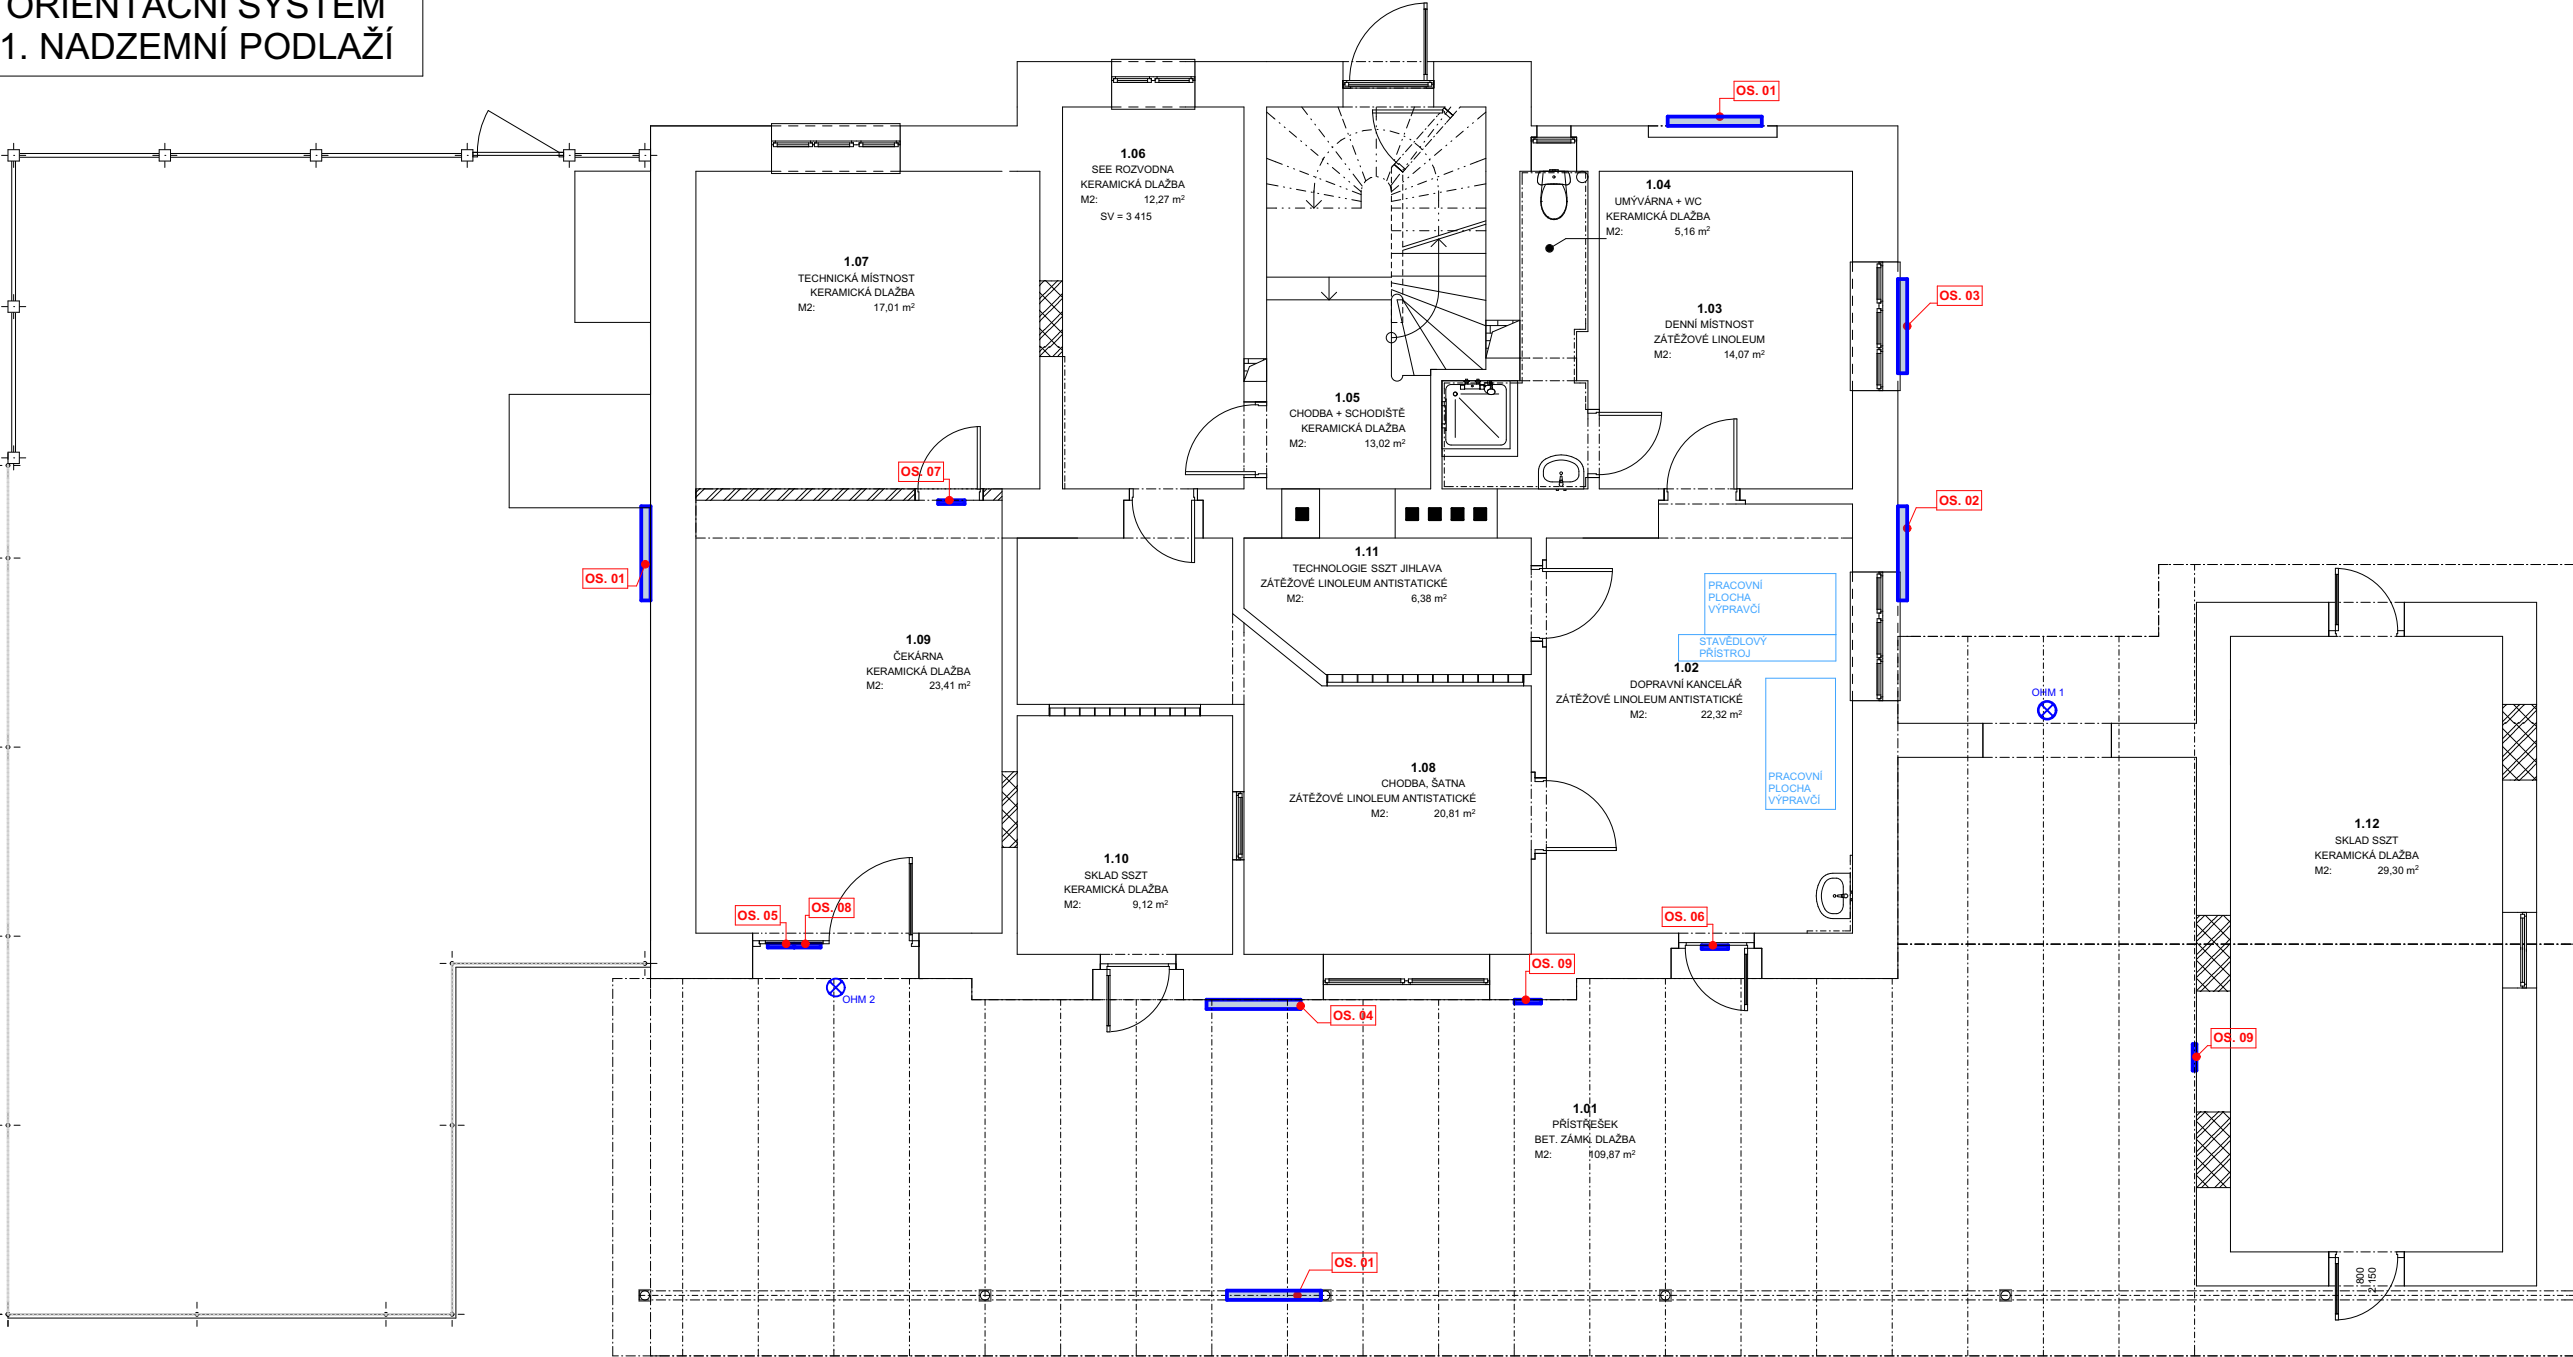 ORIENTAČNÍ SYSTÉM
1. NADZEMNÍ PODLAŽÍ
OS. 01
1.06
SEE ROZVODNA
KERAMICKÁ DLAŽBA
M2: 12,27 m²
SV = 3 415
1.04
UMÝVÁRNA + WC
KERAMICKÁ DLAŽBA
M2: 5,16 m²
1.07
TECHNICKÁ MÍSTNOST
KERAMICKÁ DLAŽBA
M2: 17,01 m²
OS. 03
1.03
DENNÍ MÍSTNOST
ZÁTĚŽOVÉ LINOLEUM
M2: 14,07 m²
1.05
CHODBA + SCHODIŠTĚ
KERAMICKÁ DLAŽBA
M2: 13,02 m²
OS. 07
OS. 02
OS. 01
1.11
TECHNOLOGIE SSZT JIHLAVA
ZÁTĚŽOVÉ LINOLEUM ANTISTATICKÉ
M2: 6,38 m²
PRACOVNÍ
PLOCHA
VÝPRAVČÍ
STAVĚDLOVÝ
PŘÍSTROJ
1.09
ČEKÁRNA
KERAMICKÁ DLAŽBA
M2: 23,41 m²
1.02
DOPRAVNÍ KANCELÁŘ
ZÁTĚŽOVÉ LINOLEUM ANTISTATICKÉ
M2: 22,32 m²
OHM 1
1.08
CHODBA, ŠATNA
ZÁTĚŽOVÉ LINOLEUM ANTISTATICKÉ
M2: 20,81 m²
PRACOVNÍ
PLOCHA
VÝPRAVČÍ
1.10
SKLAD SSZT
KERAMICKÁ DLAŽBA
M2: 9,12 m²
1.12
SKLAD SSZT
KERAMICKÁ DLAŽBA
M2: 29,30 m²
OS. 05
OS. 08
OS. 06
OS. 09
OHM 2
OS. 04
OS. 09
1.01
PŘÍSTŘEŠEK
BET. ZÁMK. DLAŽBA
M2: 109,87 m²
OS. 01
800
2 150